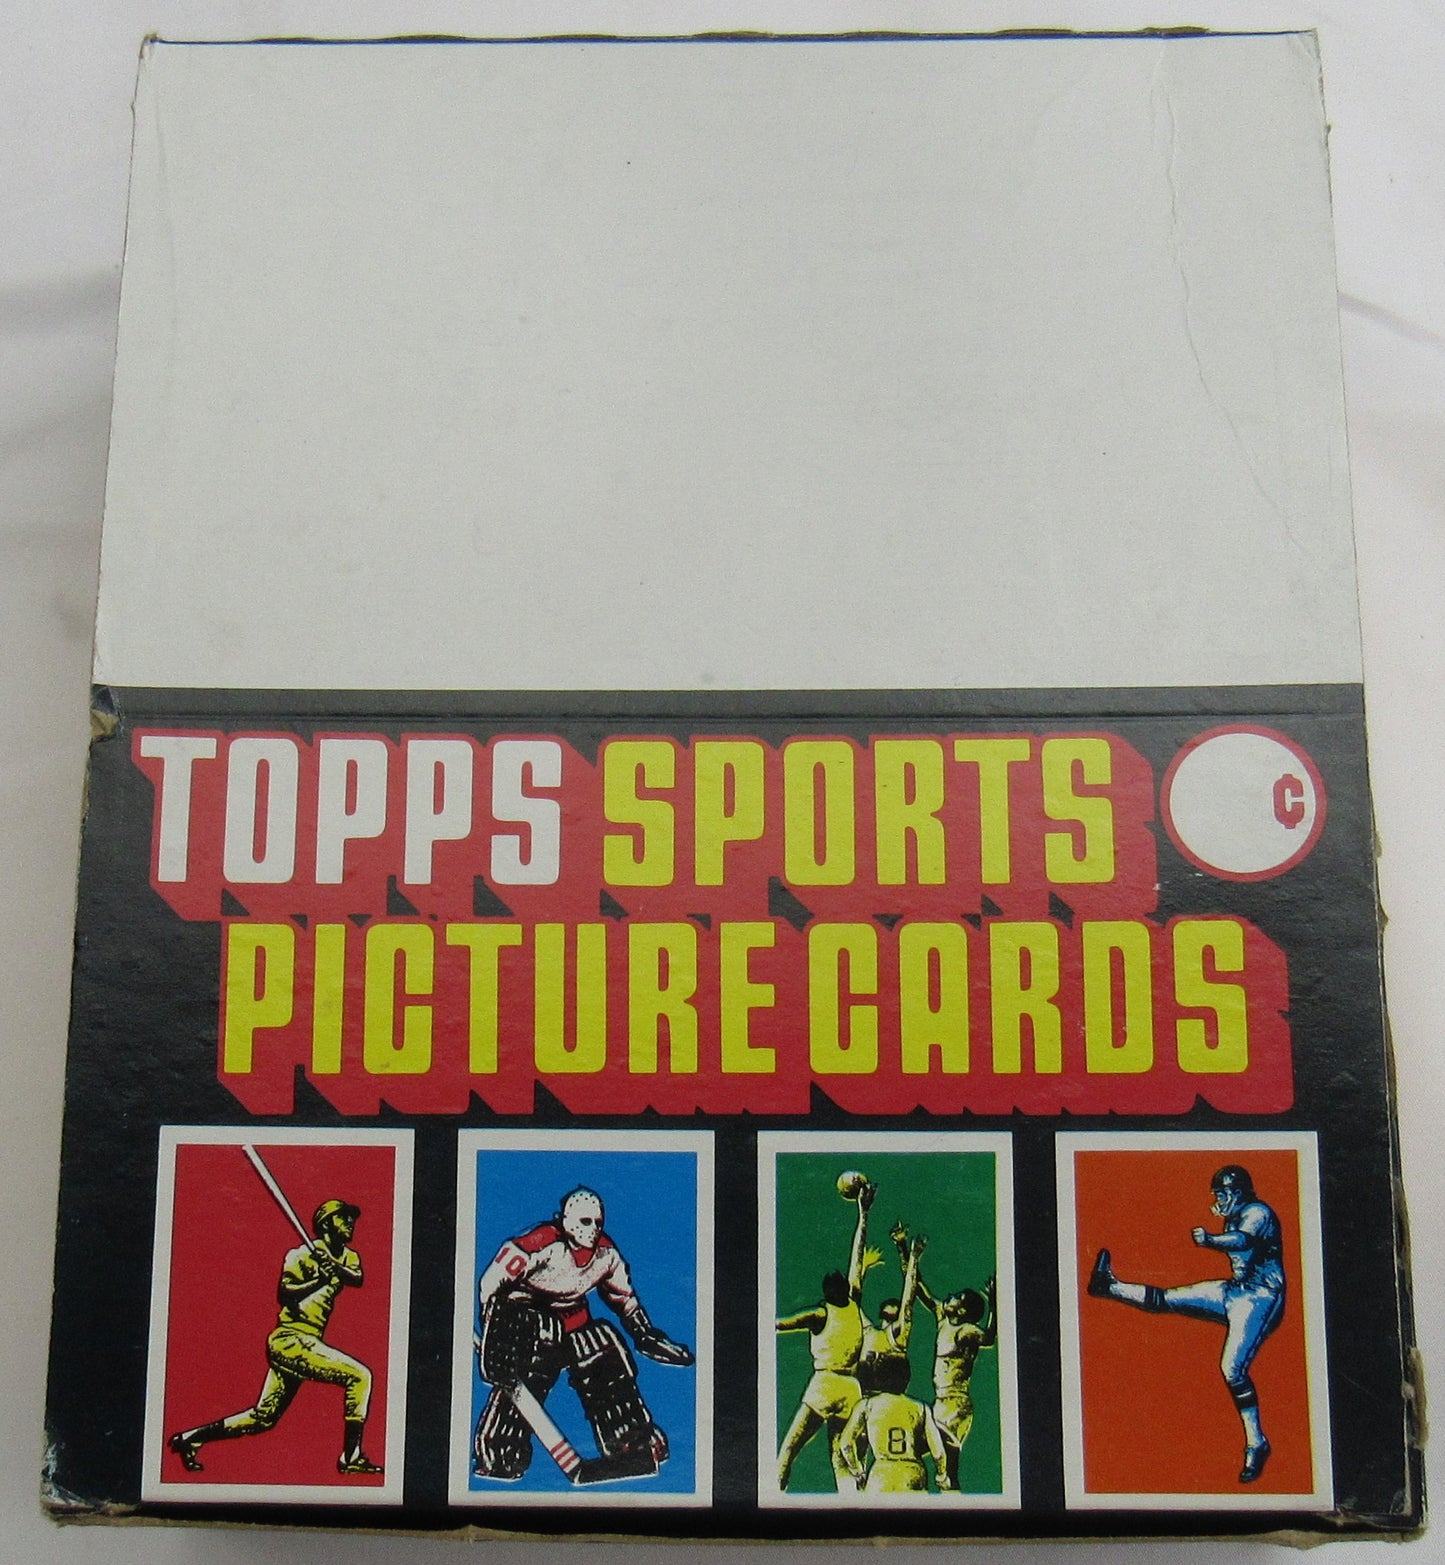 TOPPS SPORTS ¢
PICTURE CARDS
10
8